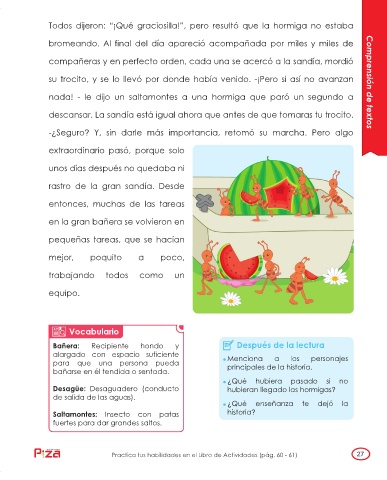 Todos dijeron: "¡Qué graciosilla!", pero resultó que la hormiga no estaba
bromeando. Al final del día apareció acompañada por miles y miles de
compañeras y en perfecto orden, cada una se acercó a la sandía, mordió
su trocito, y se lo llevó por donde había venido. -¡Pero si así no avanzan
nada! - le dijo un saltamontes a una hormiga que paró un segundo a
descansar. La sandía está igual ahora que antes de que tomaras tu trocito.
-¿Seguro? Y, sin darle más importancia, retomó su marcha. Pero algo
extraordinario pasó, porque solo
unos días después no quedaba ni
rastro de la gran sandía. Desde
entonces, muchas de las tareas
en la gran bañera se volvieron en
pequeñas tareas, que se hacían
mejor, poquito a poco,
trabajando todos como un
equipo.
Comprensión de textos
Vocabulario
Bañera: Recipiente hondo y
alargado con espacio suficiente
para que una persona pueda
bañarse en él tendida o sentada.
Desagüe: Desaguadero (conducto
de salida de las aguas).
Saltamontes: Insecto con patas
fuertes para dar grandes saltos.
Después de la lectura
Menciona a los personajes
principales de la historia.
¿Qué hubiera pasado si no
hubieran llegado los hormigas?
¿Qué enseñanza te dejó la
historia?
Practica tus habilidades en el Libro de Actividades (pág. 60 - 61)
27